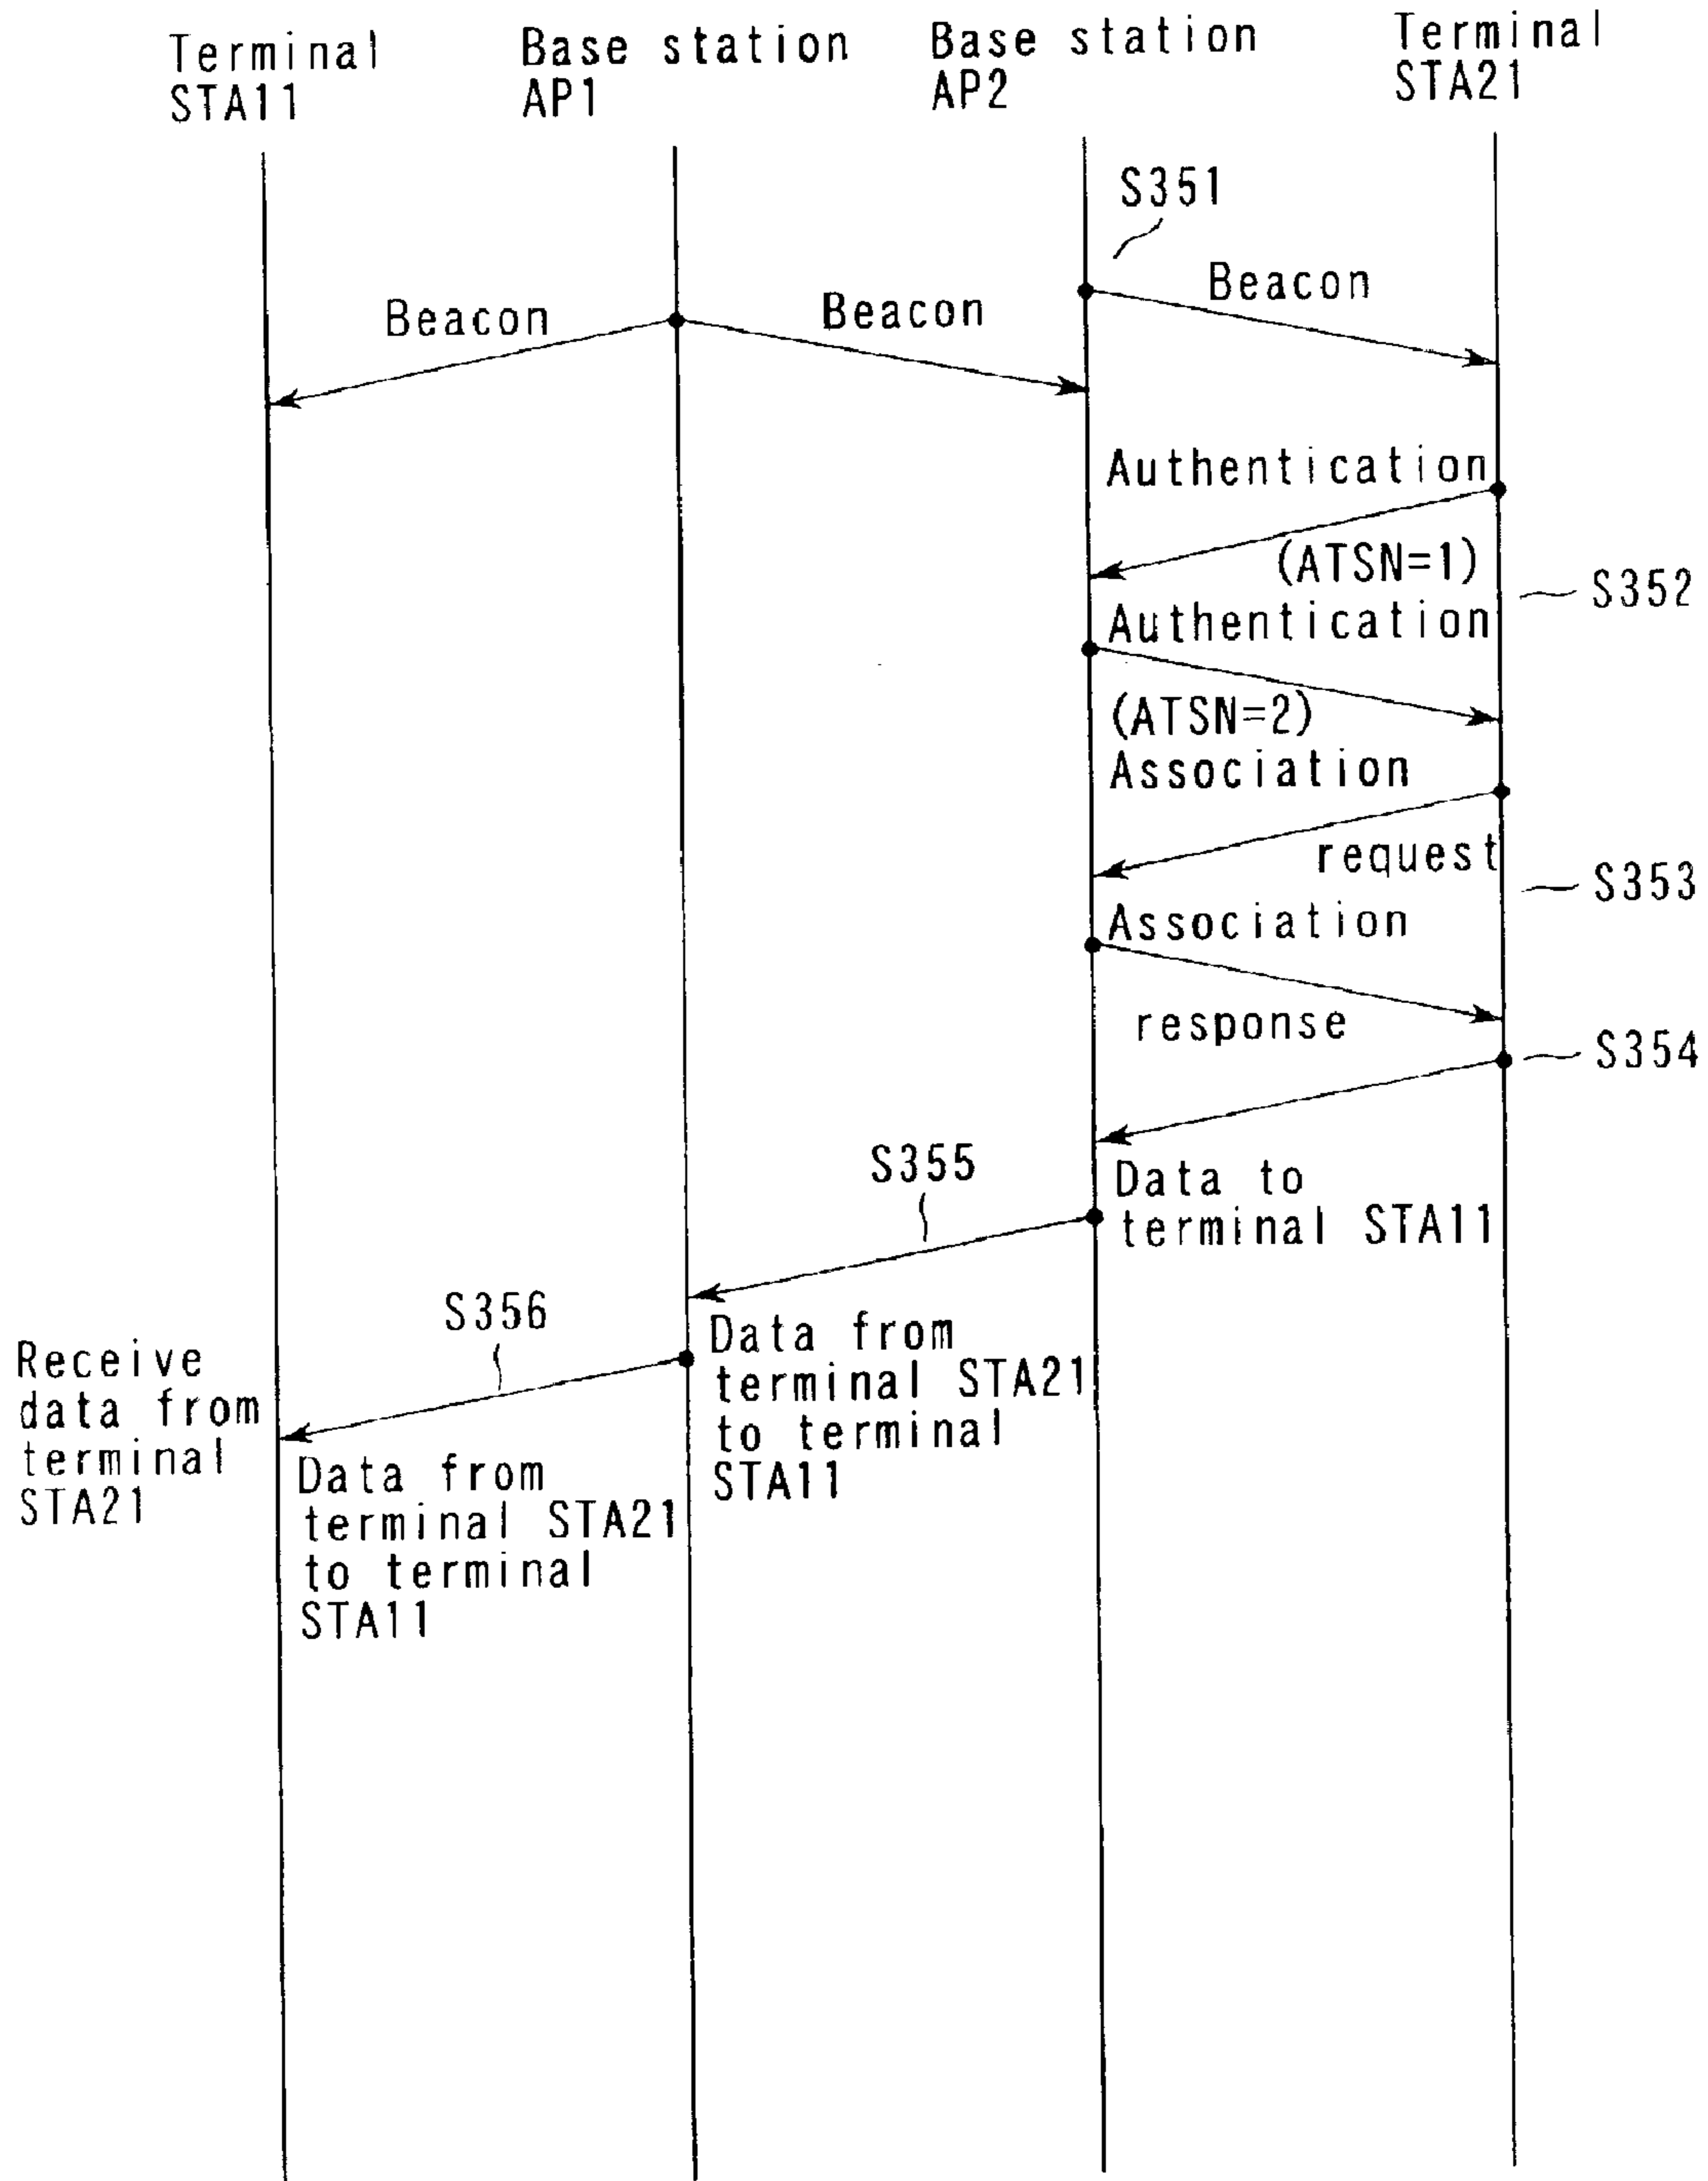 Terminal
STA11
Base station
AP1
Base station
AP2
Terminal
STA21
S351
Beacon
Beacon
Beacon
Authentication
(ATSN=1)
S352
Authentication
(ATSN=2)
Association
request
S353
Association
response
S354
Data to
terminal STA11
S355
Data from
terminal STA21
to terminal
STA11
S356
Receive
data from
terminal
STA21
Data from
terminal STA21
to terminal
STA11